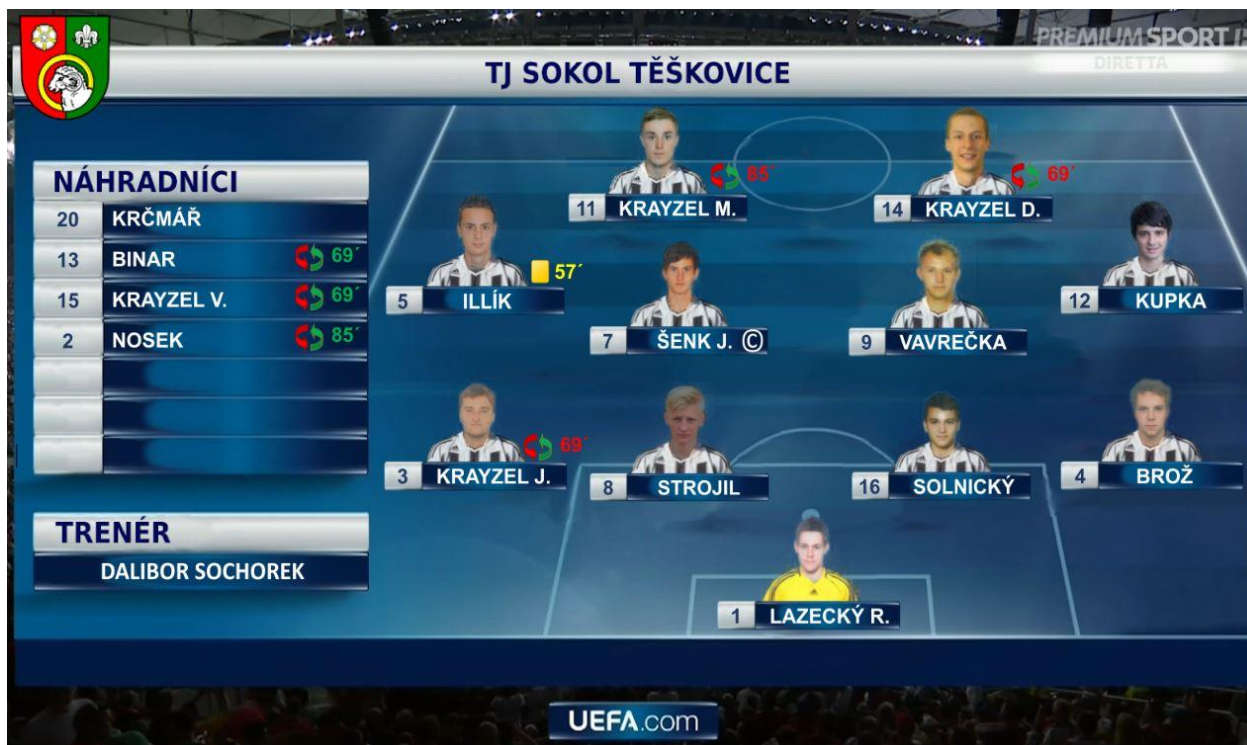 PREMIUM SPORT
DIRETTA
TJ SOKOL TĚŠKOVICE
NÁHRADNÍCI
20 KRČMÁŘ
13 BINAR 69´
15 KRAYZEL V. 69´
2 NOSEK 85´
TRENÉR
DALIBOR SOCHOREK
85´
11 KRAYZEL M.
69´
14 KRAYZEL D.
57´
5 ILLÍK
12 KUPKA
7 ŠENK J. ©
9 VAVREČKA
69´
3 KRAYZEL J.
8 STROJIL
16 SOLNICKÝ
4 BROŽ
1 LAZECKÝ R.
UEFA.com